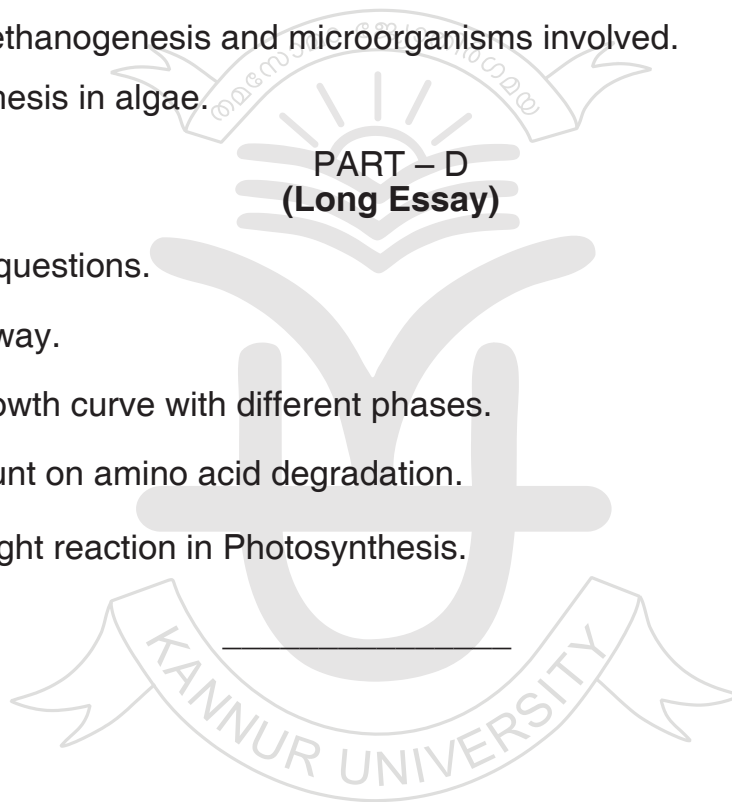 ethanogenesis and microorganisms involved.
nesis in algae.
PART – D
(Long Essay)
questions.
way.
owth curve with different phases.
unt on amino acid degradation.
ght reaction in Photosynthesis.
KANNUR UNIVERSITY